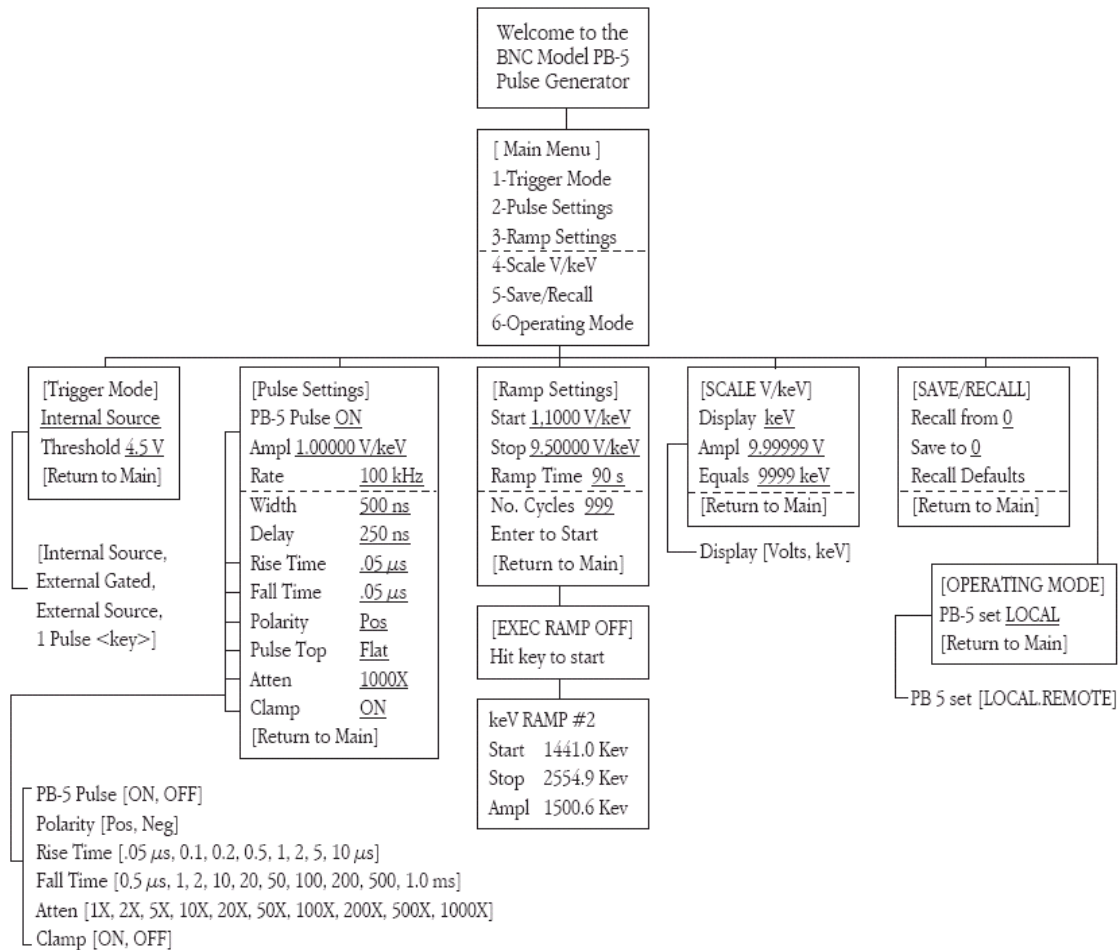 Welcome to the
BNC Model PB-5
Pulse Generator
[ Main Menu ]
1-Trigger Mode
2-Pulse Settings
3-Ramp Settings
4-Scale V/keV
5-Save/Recall
6-Operating Mode
[Trigger Mode]
Internal Source
Threshold 4.5 V
[Return to Main]
[Internal Source,
External Gated,
External Source,
1 Pulse <key>]
[Pulse Settings]
PB-5 Pulse ON
Ampl 1.00000 V/keV
Rate 100 kHz
Width 500 ns
Delay 250 ns
Rise Time .05 μs
Fall Time .05 μs
Polarity Pos
Pulse Top Flat
Atten 1000X
Clamp ON
[Return to Main]
PB-5 Pulse [ON, OFF]
Polarity [Pos, Neg]
Rise Time [.05 μs, 0.1, 0.2, 0.5, 1, 2, 5, 10 μs]
Fall Time [0.5 μs, 1, 2, 10, 20, 50, 100, 200, 500, 1.0 ms]
Atten [1X, 2X, 5X, 10X, 20X, 50X, 100X, 200X, 500X, 1000X]
Clamp [ON, OFF]
[Ramp Settings]
Start 1,1000 V/keV
Stop 9.50000 V/keV
Ramp Time 90 s
No. Cycles 999
Enter to Start
[Return to Main]
[EXEC RAMP OFF]
Hit key to start
keV RAMP #2
Start 1441.0 Kev
Stop 2554.9 Kev
Ampl 1500.6 Kev
[SCALE V/keV]
Display keV
Ampl 9.99999 V
Equals 9999 keV
[Return to Main]
Display [Volts, keV]
[SAVE/RECALL]
Recall from 0
Save to 0
Recall Defaults
[Return to Main]
[OPERATING MODE]
PB-5 set LOCAL
[Return to Main]
PB 5 set [LOCAL.REMOTE]